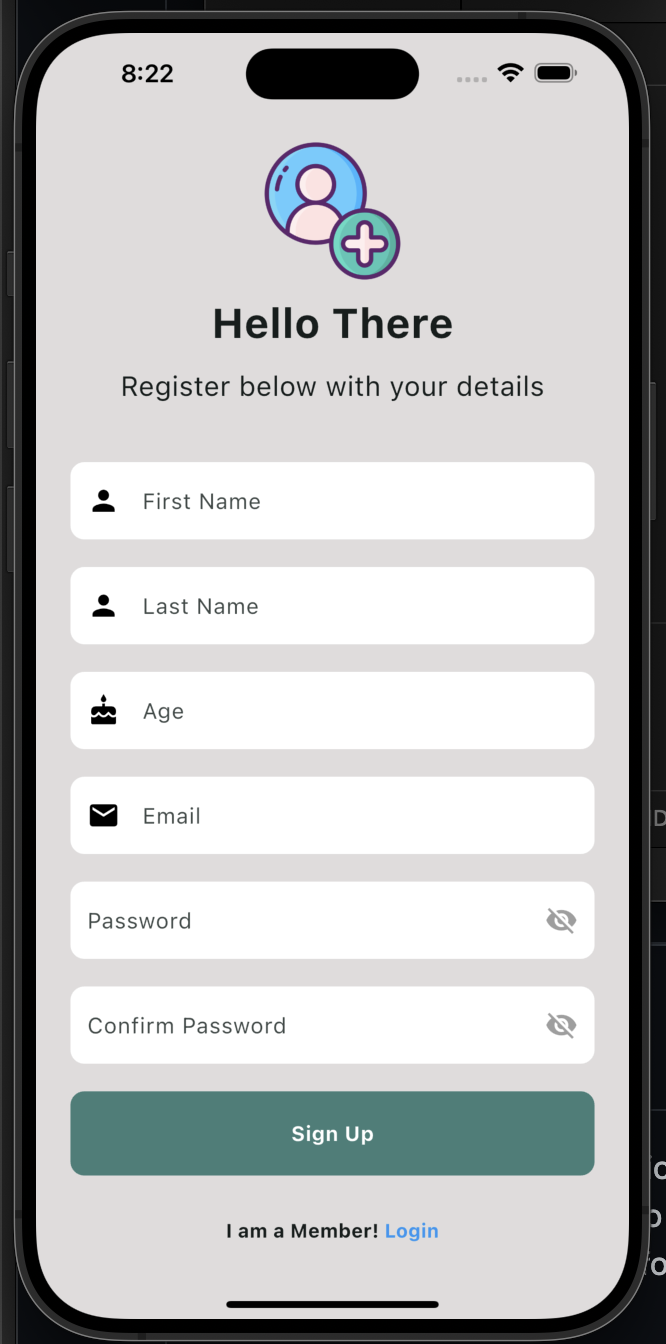 8:22
Hello There
Register below with your details
First Name
Last Name
Age
Email
Password
Confirm Password
Sign Up
I am a Member! Login